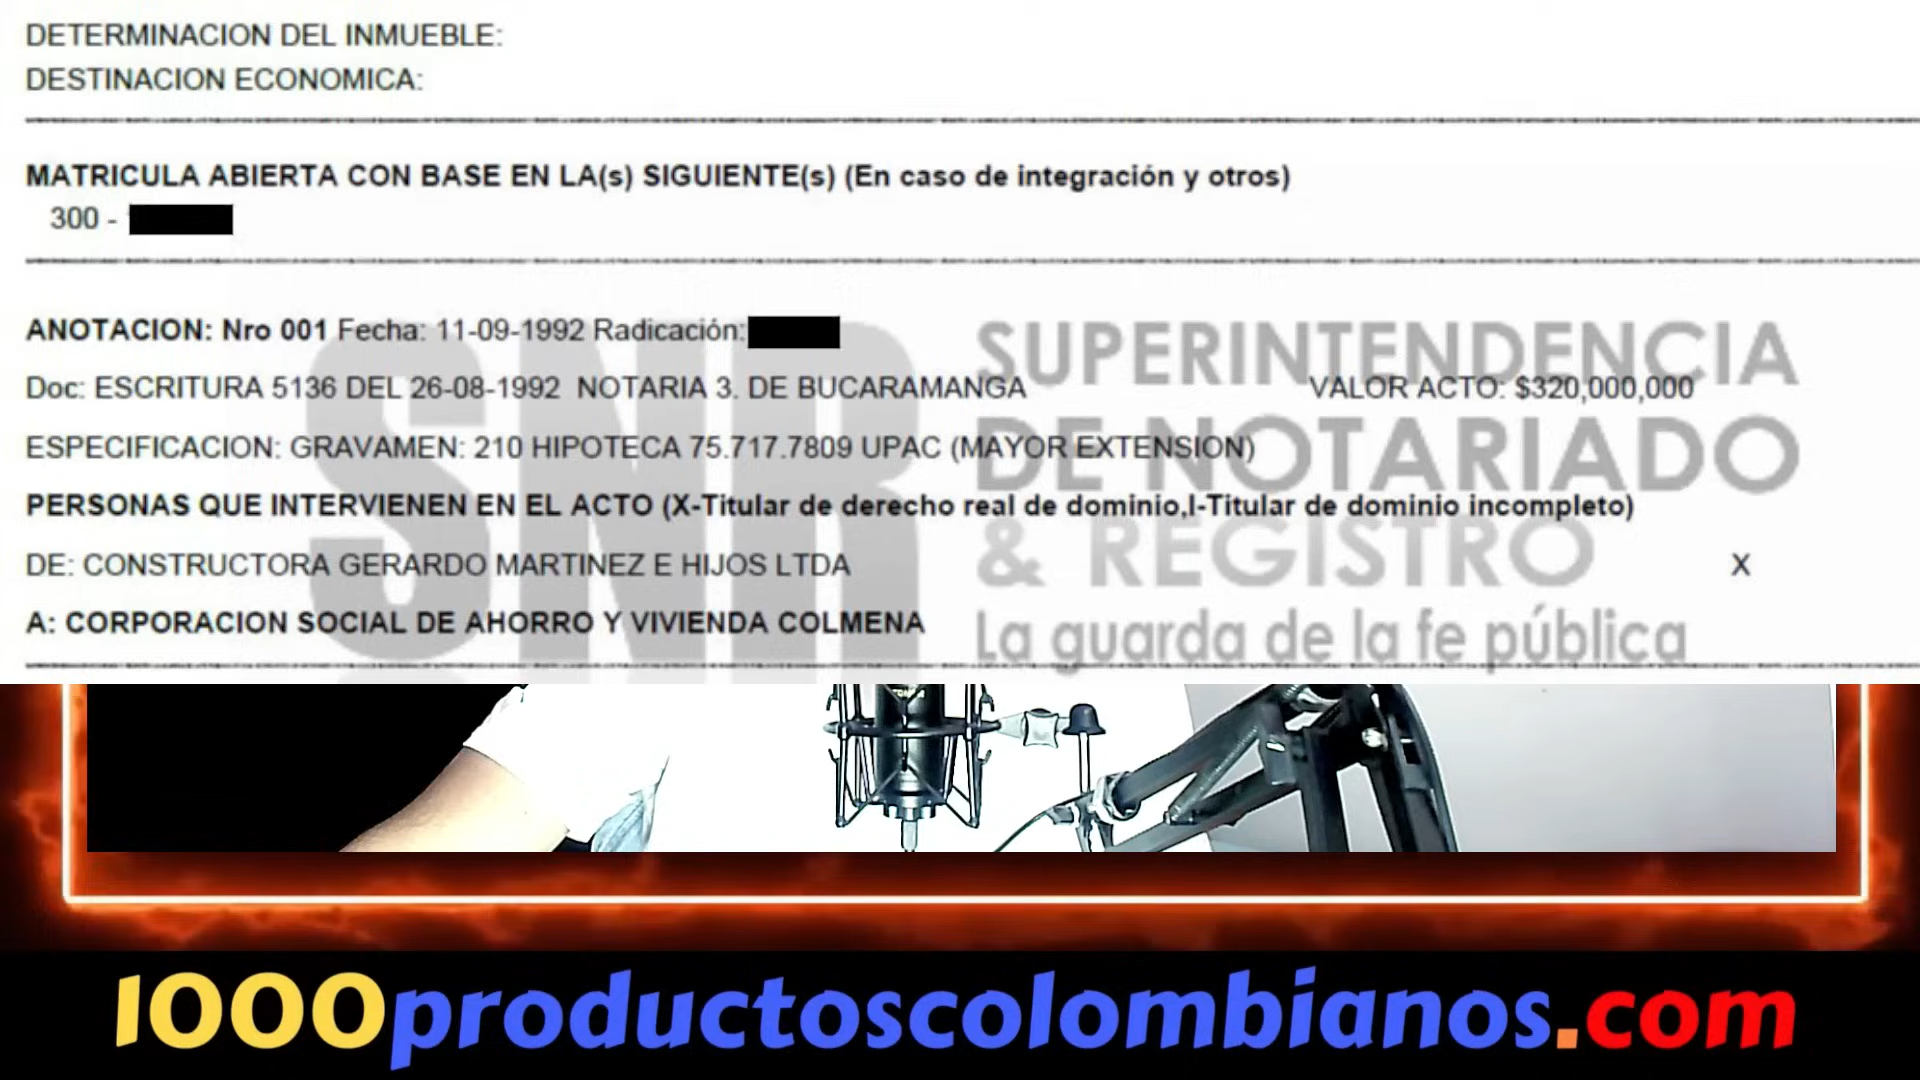 DETERMINACION DEL INMUEBLE:
DESTINACION ECONOMICA:
MATRICULA ABIERTA CON BASE EN LA(s) SIGUIENTE(s) (En caso de integración y otros)
300 -
ANOTACION: Nro 001 Fecha: 11-09-1992 Radicación:
Doc: ESCRITURA 5136 DEL 26-08-1992 NOTARIA 3. DE BUCARAMANGA VALOR ACTO: $320,000,000
ESPECIFICACION: GRAVAMEN: 210 HIPOTECA 75.717.7809 UPAC (MAYOR EXTENSION)
PERSONAS QUE INTERVIENEN EN EL ACTO (X-Titular de derecho real de dominio,I-Titular de dominio incompleto)
DE: CONSTRUCTORA GERARDO MARTINEZ E HIJOS LTDA X
A: CORPORACION SOCIAL DE AHORRO Y VIVIENDA COLMENA
SNR
SUPERINTENDENCIA
DE NOTARIADO
& REGISTRO
La guarda de la fe pública
1000productoscolombianos.com